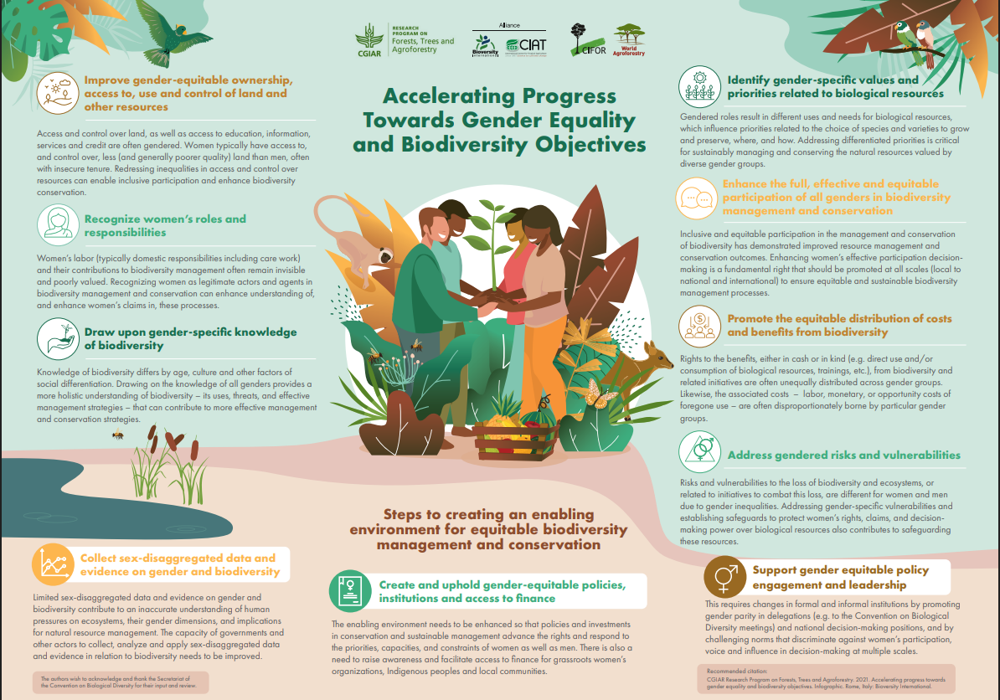 CGIAR
RESEARCH
PROGRAM ON
Forests, Trees and
Agroforestry
Alliance
Bioversity
INTERNATIONAL
CIAT
CIFOR
World
Agroforestry
Accelerating Progress
Towards Gender Equality
and Biodiversity Objectives
Improve gender-equitable ownership,
access to, use and control of land and
other resources
Access and control over land, as well as access to education, information,
services and credit are often gendered. Women typically have access to,
and control over, less (and generally poorer quality) land than men, often
with insecure tenure. Redressing inequalities in access and control over
resources can enable inclusive participation and enhance biodiversity
conservation.
Recognize women's roles and
responsibilities
Women's labor (typically domestic responsibilities including care work)
and their contributions to biodiversity management often remain invisible
and poorly valued. Recognizing women as legitimate actors and agents in
biodiversity management and conservation can enhance understanding of,
and enhance women's claims in, these processes.
Draw upon gender-specific knowledge
of biodiversity
Knowledge of biodiversity differs by age, culture and other factors of
social differentiation. Drawing on the knowledge of all genders provides a
more holistic understanding of biodiversity – its uses, threats, and effective
management strategies – that can contribute to more effective management
and conservation strategies.
Identify gender-specific values and
priorities related to biological resources
Gendered roles result in different uses and needs for biological resources,
which influence priorities related to the choice of species and varieties to grow
and preserve, where, and how. Addressing differentiated priorities is critical
for sustainably managing and conserving the natural resources valued by
diverse gender groups.
Enhance the full, effective and equitable
participation of all genders in biodiversity
management and conservation
Inclusive and equitable participation in the management and conservation
of biodiversity has demonstrated improved resource management and
conservation outcomes. Enhancing women's effective participation decision-
making is a fundamental right that should be promoted at all scales (local to
national and international) to ensure equitable and sustainable biodiversity
management processes.
$
Promote the equitable distribution of costs
and benefits from biodiversity
Rights to the benefits, either in cash or in kind (e.g. direct use and/or
consumption of biological resources, trainings, etc.), from biodiversity and
related initiatives are often unequally distributed across gender groups.
Likewise, the associated costs – labor, monetary, or opportunity costs of
foregone use – are often disproportionately borne by particular gender
groups.
Address gendered risks and vulnerabilities
Risks and vulnerabilities to the loss of biodiversity and ecosystems, or
related to initiatives to combat this loss, are different for women and men
due to gender inequalities. Addressing gender-specific vulnerabilities and
establishing safeguards to protect women's rights, claims, and decision-
making power over biological resources also contributes to safeguarding
these resources.
Steps to creating an enabling
environment for equitable biodiversity
management and conservation
Collect sex-disaggregated data and
evidence on gender and biodiversity
Limited sex-disaggregated data and evidence on gender and
biodiversity contribute to an inaccurate understanding of human
pressures on ecosystems, their gender dimensions, and implications
for natural resource management. The capacity of governments and
other actors to collect, analyze and apply sex-disaggregated data
and evidence in relation to biodiversity needs to be improved.
Create and uphold gender-equitable policies,
institutions and access to finance
The enabling environment needs to be enhanced so that policies and investments
in conservation and sustainable management advance the rights and respond to
the priorities, capacities, and constraints of women as well as men. There is also a
need to raise awareness and facilitate access to finance for grassroots women's
organizations, Indigenous peoples and local communities.
Support gender equitable policy
engagement and leadership
This requires changes in formal and informal institutions by promoting
gender parity in delegations (e.g. to the Convention on Biological
Diversity meetings) and national decision-making positions, and by
challenging norms that discriminate against women's participation,
voice and influence in decision-making at multiple scales.
The authors wish to acknowledge and thank the Secretariat of
the Convention on Biological Diversity for their input and review.
Recommended citation:
CGIAR Research Program on Forests, Trees and Agroforestry. 2021. Accelerating progress towards
gender equality and biodiversity objectives. Infographic. Rome, Italy: Bioversity International.